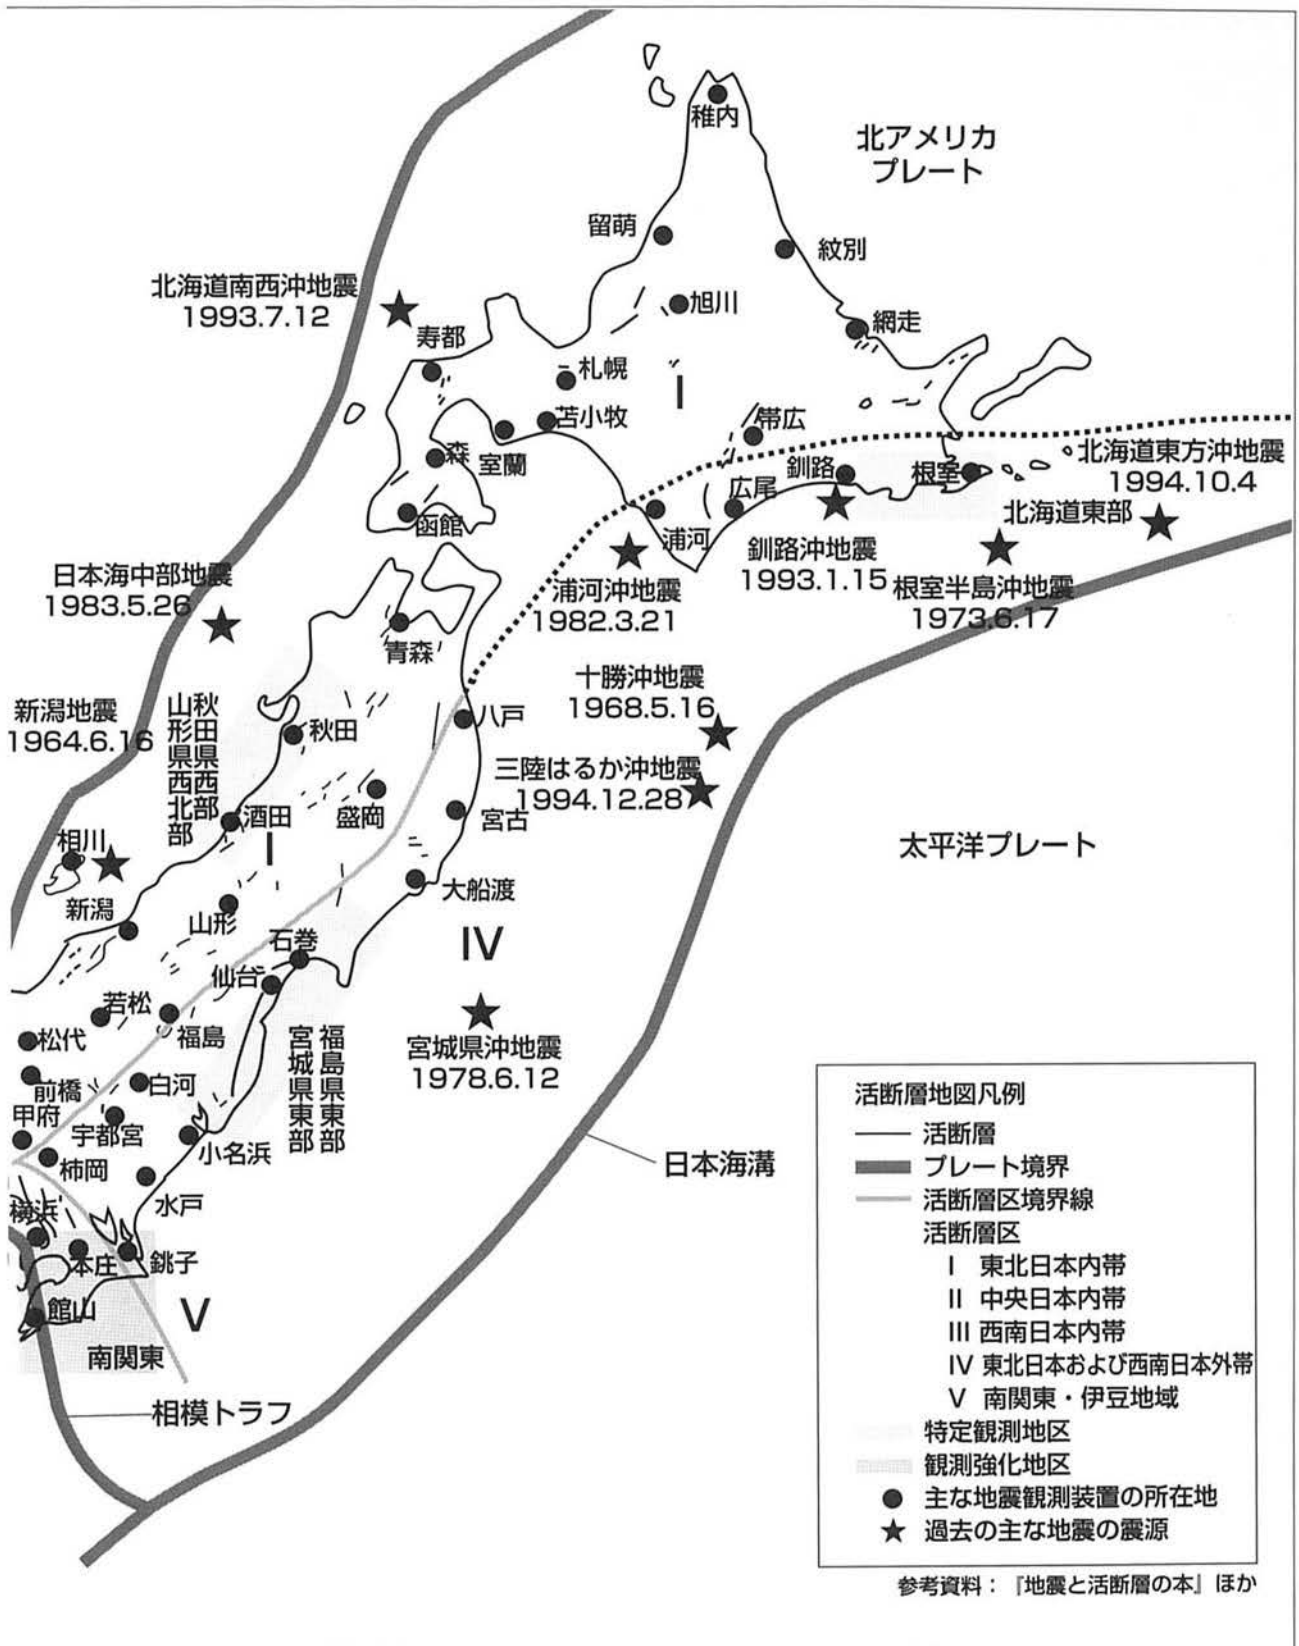 稚内
北アメリカ
プレート
留萌
紋別
北海道南西沖地震
1993.7.12
旭川
寿都
網走
札幌
I
苫小牧
帯広
森
室蘭
釧路
根室
北海道東方沖地震
1994.10.4
広尾
北海道東部
函館
浦河
釧路沖地震
1993.1.15
根室半島沖地震
1973.6.17
浦河沖地震
1982.3.21
日本海中部地震
1983.5.26
青森
十勝沖地震
1968.5.16
新潟地震
1964.6.16
秋田県西部
山形県西北部
秋田
八戸
三陸はるか沖地震
1994.12.28
酒田
盛岡
宮古
太平洋プレート
相川
I
大船渡
新潟
山形
石巻
IV
仙台
若松
福島
松代
宮城県沖地震
1978.6.12
福島県東部
宮城県東部
前橋
白河
甲府
宇都宮
小名浜
柿岡
日本海溝
水戸
横浜
本庄
銚子
館山
V
南関東
相模トラフ
活断層地図凡例
活断層
プレート境界
活断層区境界線
活断層区
I 東北日本内帯
II 中央日本内帯
III 西南日本内帯
IV 東北日本および西南日本外帯
V 南関東・伊豆地域
特定観測地区
観測強化地区
主な地震観測装置の所在地
過去の主な地震の震源
参考資料：『地震と活断層の本』ほか